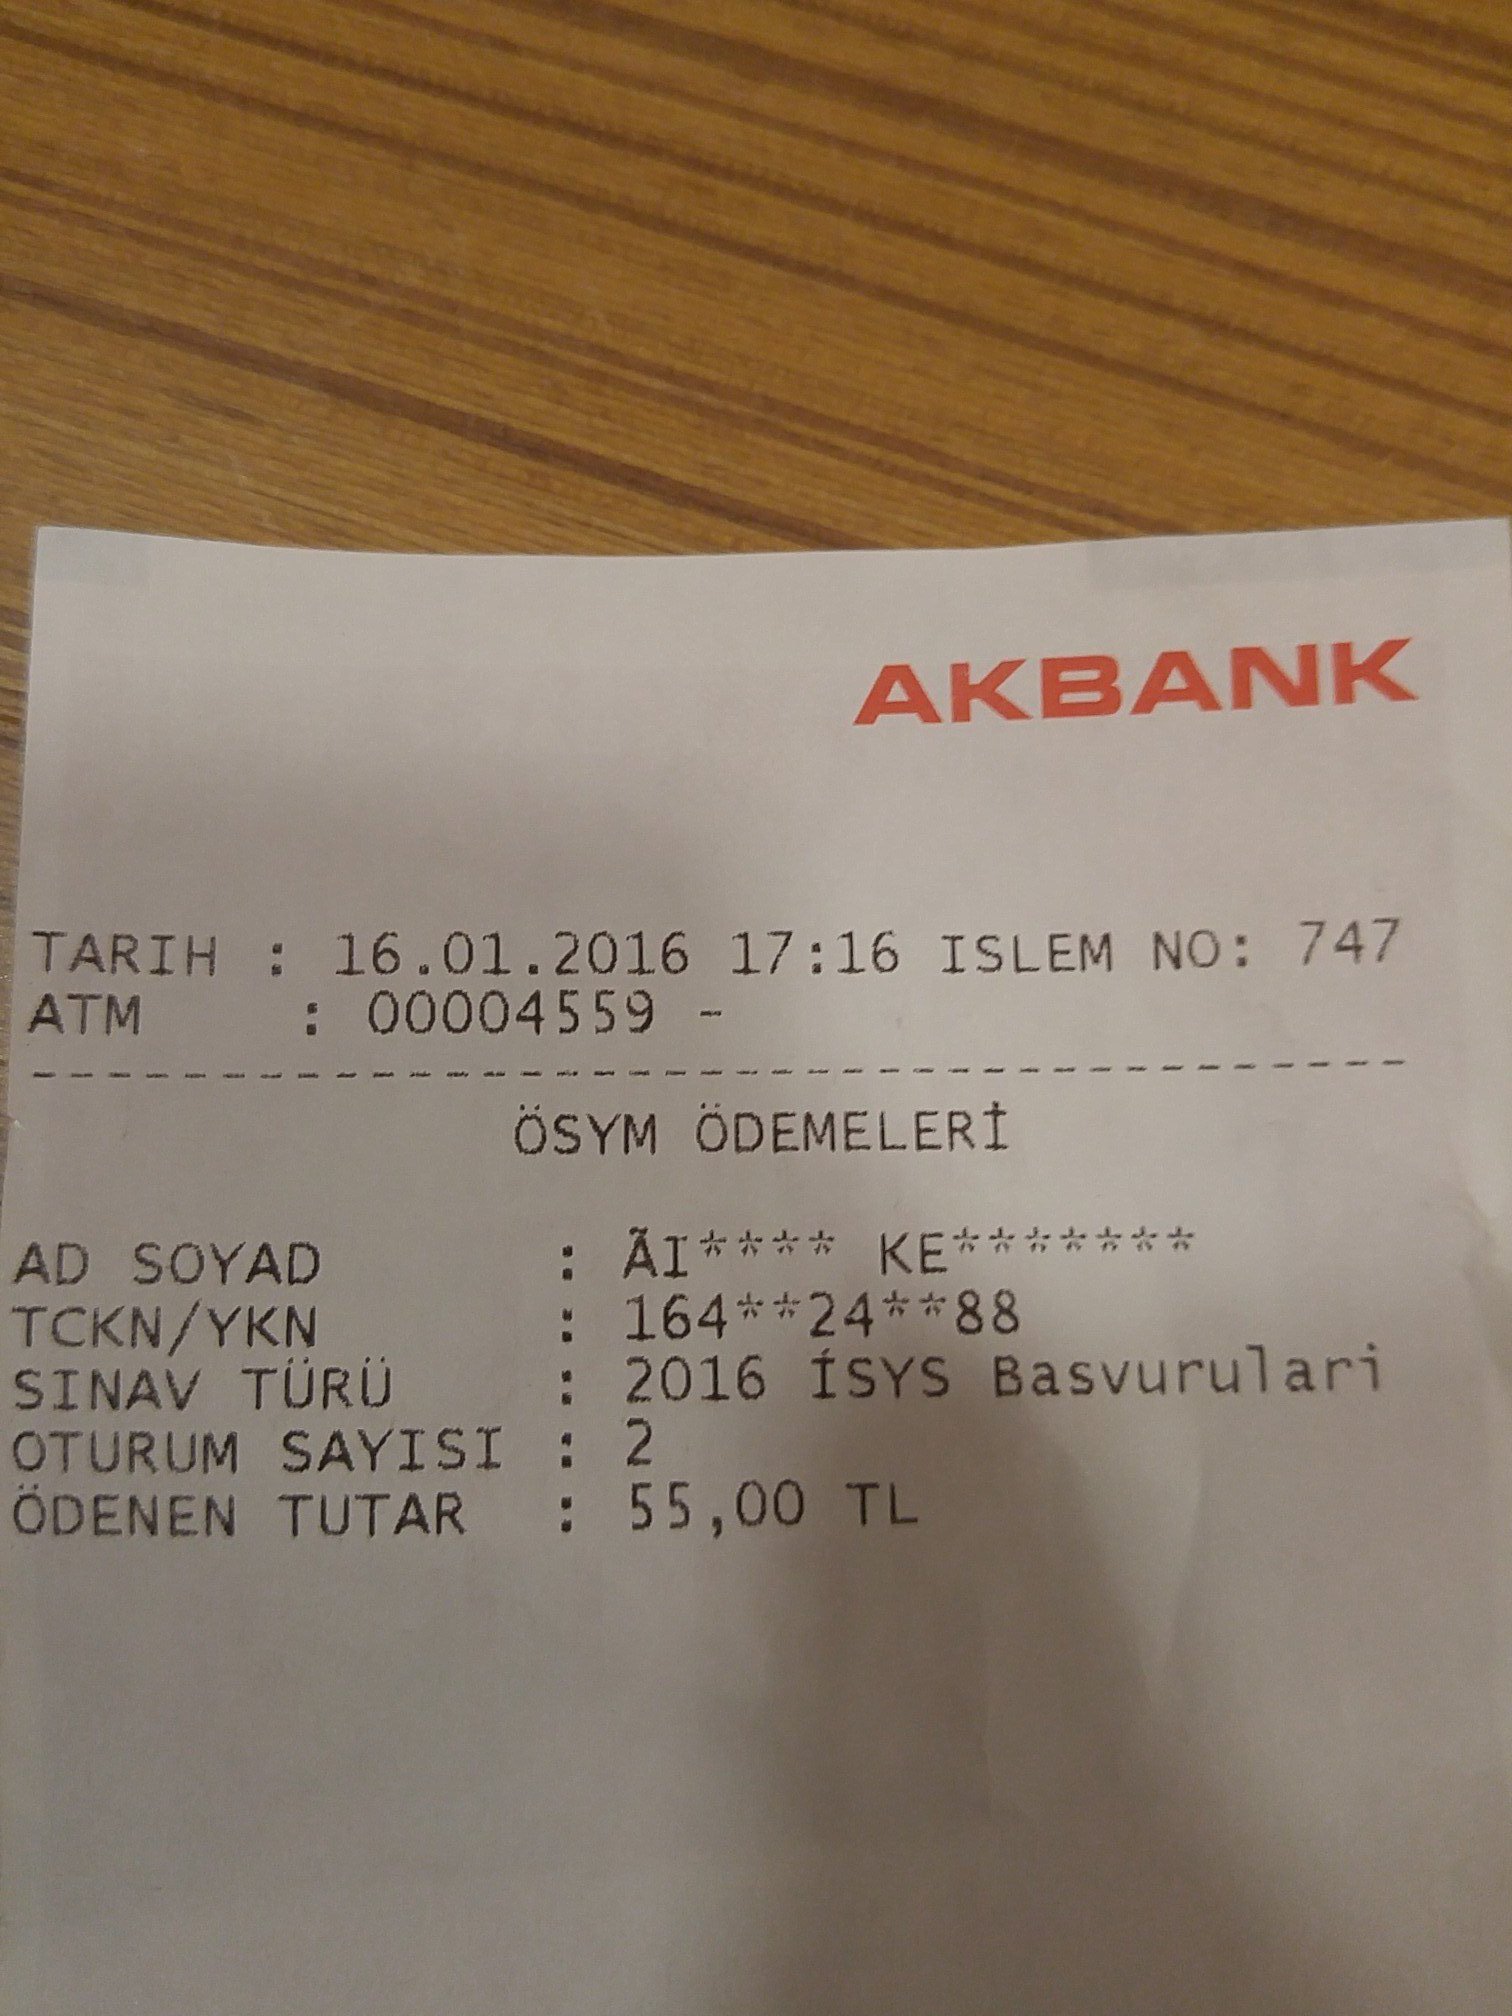 AKBANK
TARIH : 16.01.2016 17:16 ISLEM NO: 747
ATM : 00004559 -
------------------------------------
ÖSYM ÖDEMELERİ
AD SOYAD : ÃI**** KE*******
TCKN/YKN : 164**24**88
SINAV TÜRÜ : 2016 İSYS Basvurulari
OTURUM SAYISI : 2
ÖDENEN TUTAR : 55,00 TL